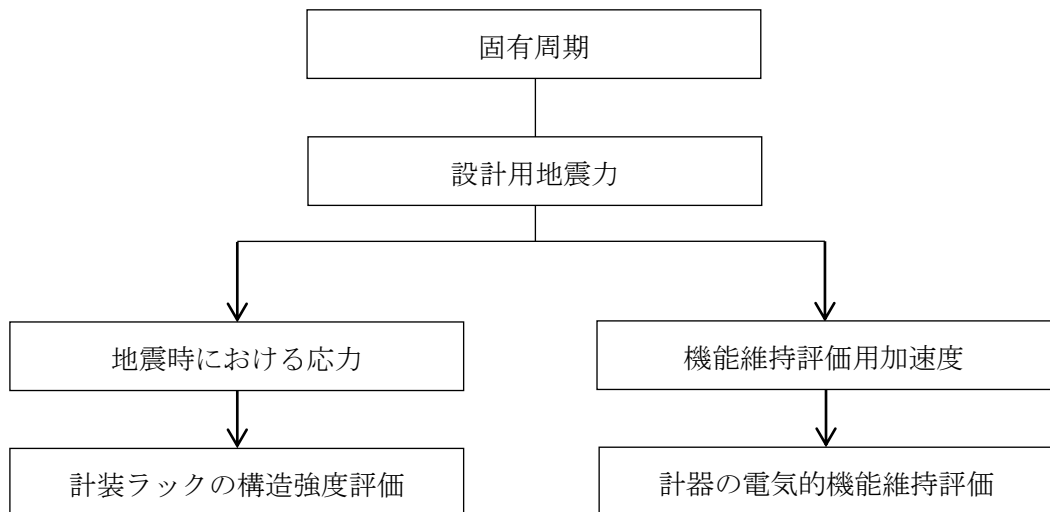 固有周期
設計用地震力
地震時における応力
機能維持評価用加速度
計装ラックの構造強度評価
計器の電気的機能維持評価